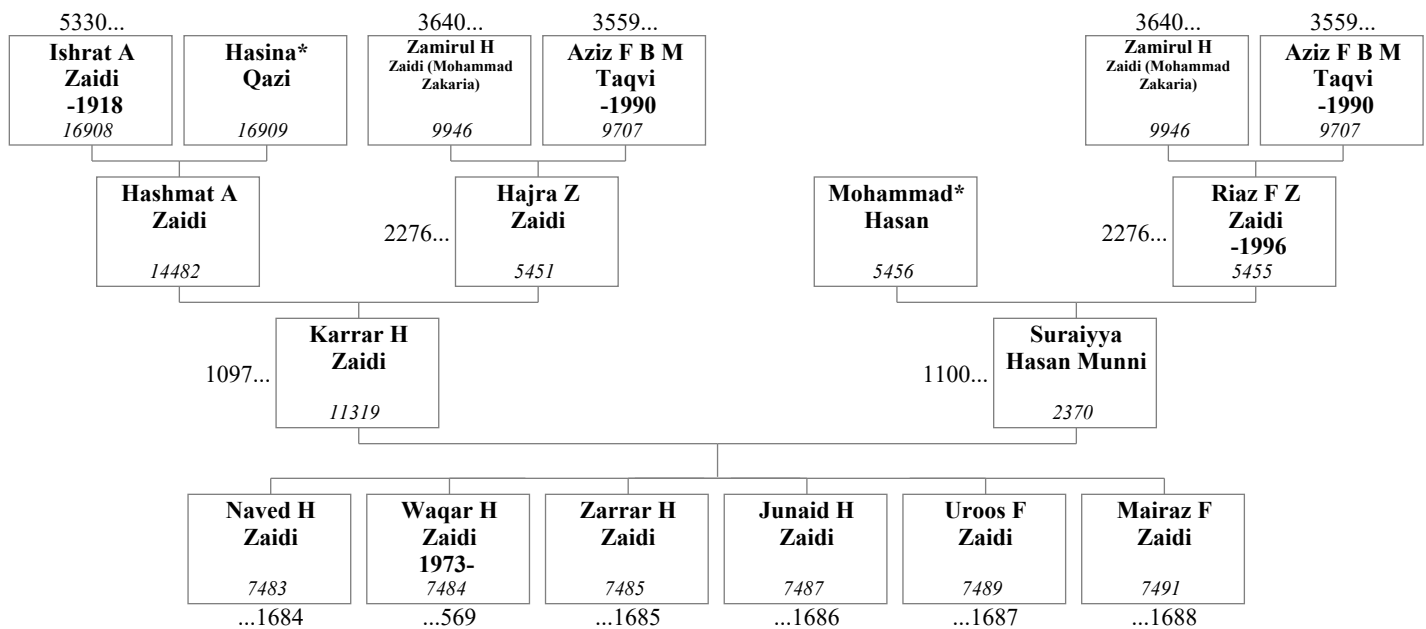 5330...
3640...
3559...
3640...
3559...
Ishrat A
Zaidi
-1918
16908
Hasina*
Qazi
16909
Zamirul H
Zaidi (Mohammad
Zakaria)
9946
Aziz F B M
Taqvi
-1990
9707
Zamirul H
Zaidi (Mohammad
Zakaria)
9946
Aziz F B M
Taqvi
-1990
9707
Hashmat A
Zaidi
14482
2276...
Hajra Z
Zaidi
5451
Mohammad*
Hasan
5456
2276...
Riaz F Z
Zaidi
-1996
5455
1097...
Karrar H
Zaidi
11319
1100...
Suraiyya
Hasan Munni
2370
Naved H
Zaidi
7483
...1684
Waqar H
Zaidi
1973-
7484
...569
Zarrar H
Zaidi
7485
...1685
Junaid H
Zaidi
7487
...1686
Uroos F
Zaidi
7489
...1687
Mairaz F
Zaidi
7491
...1688